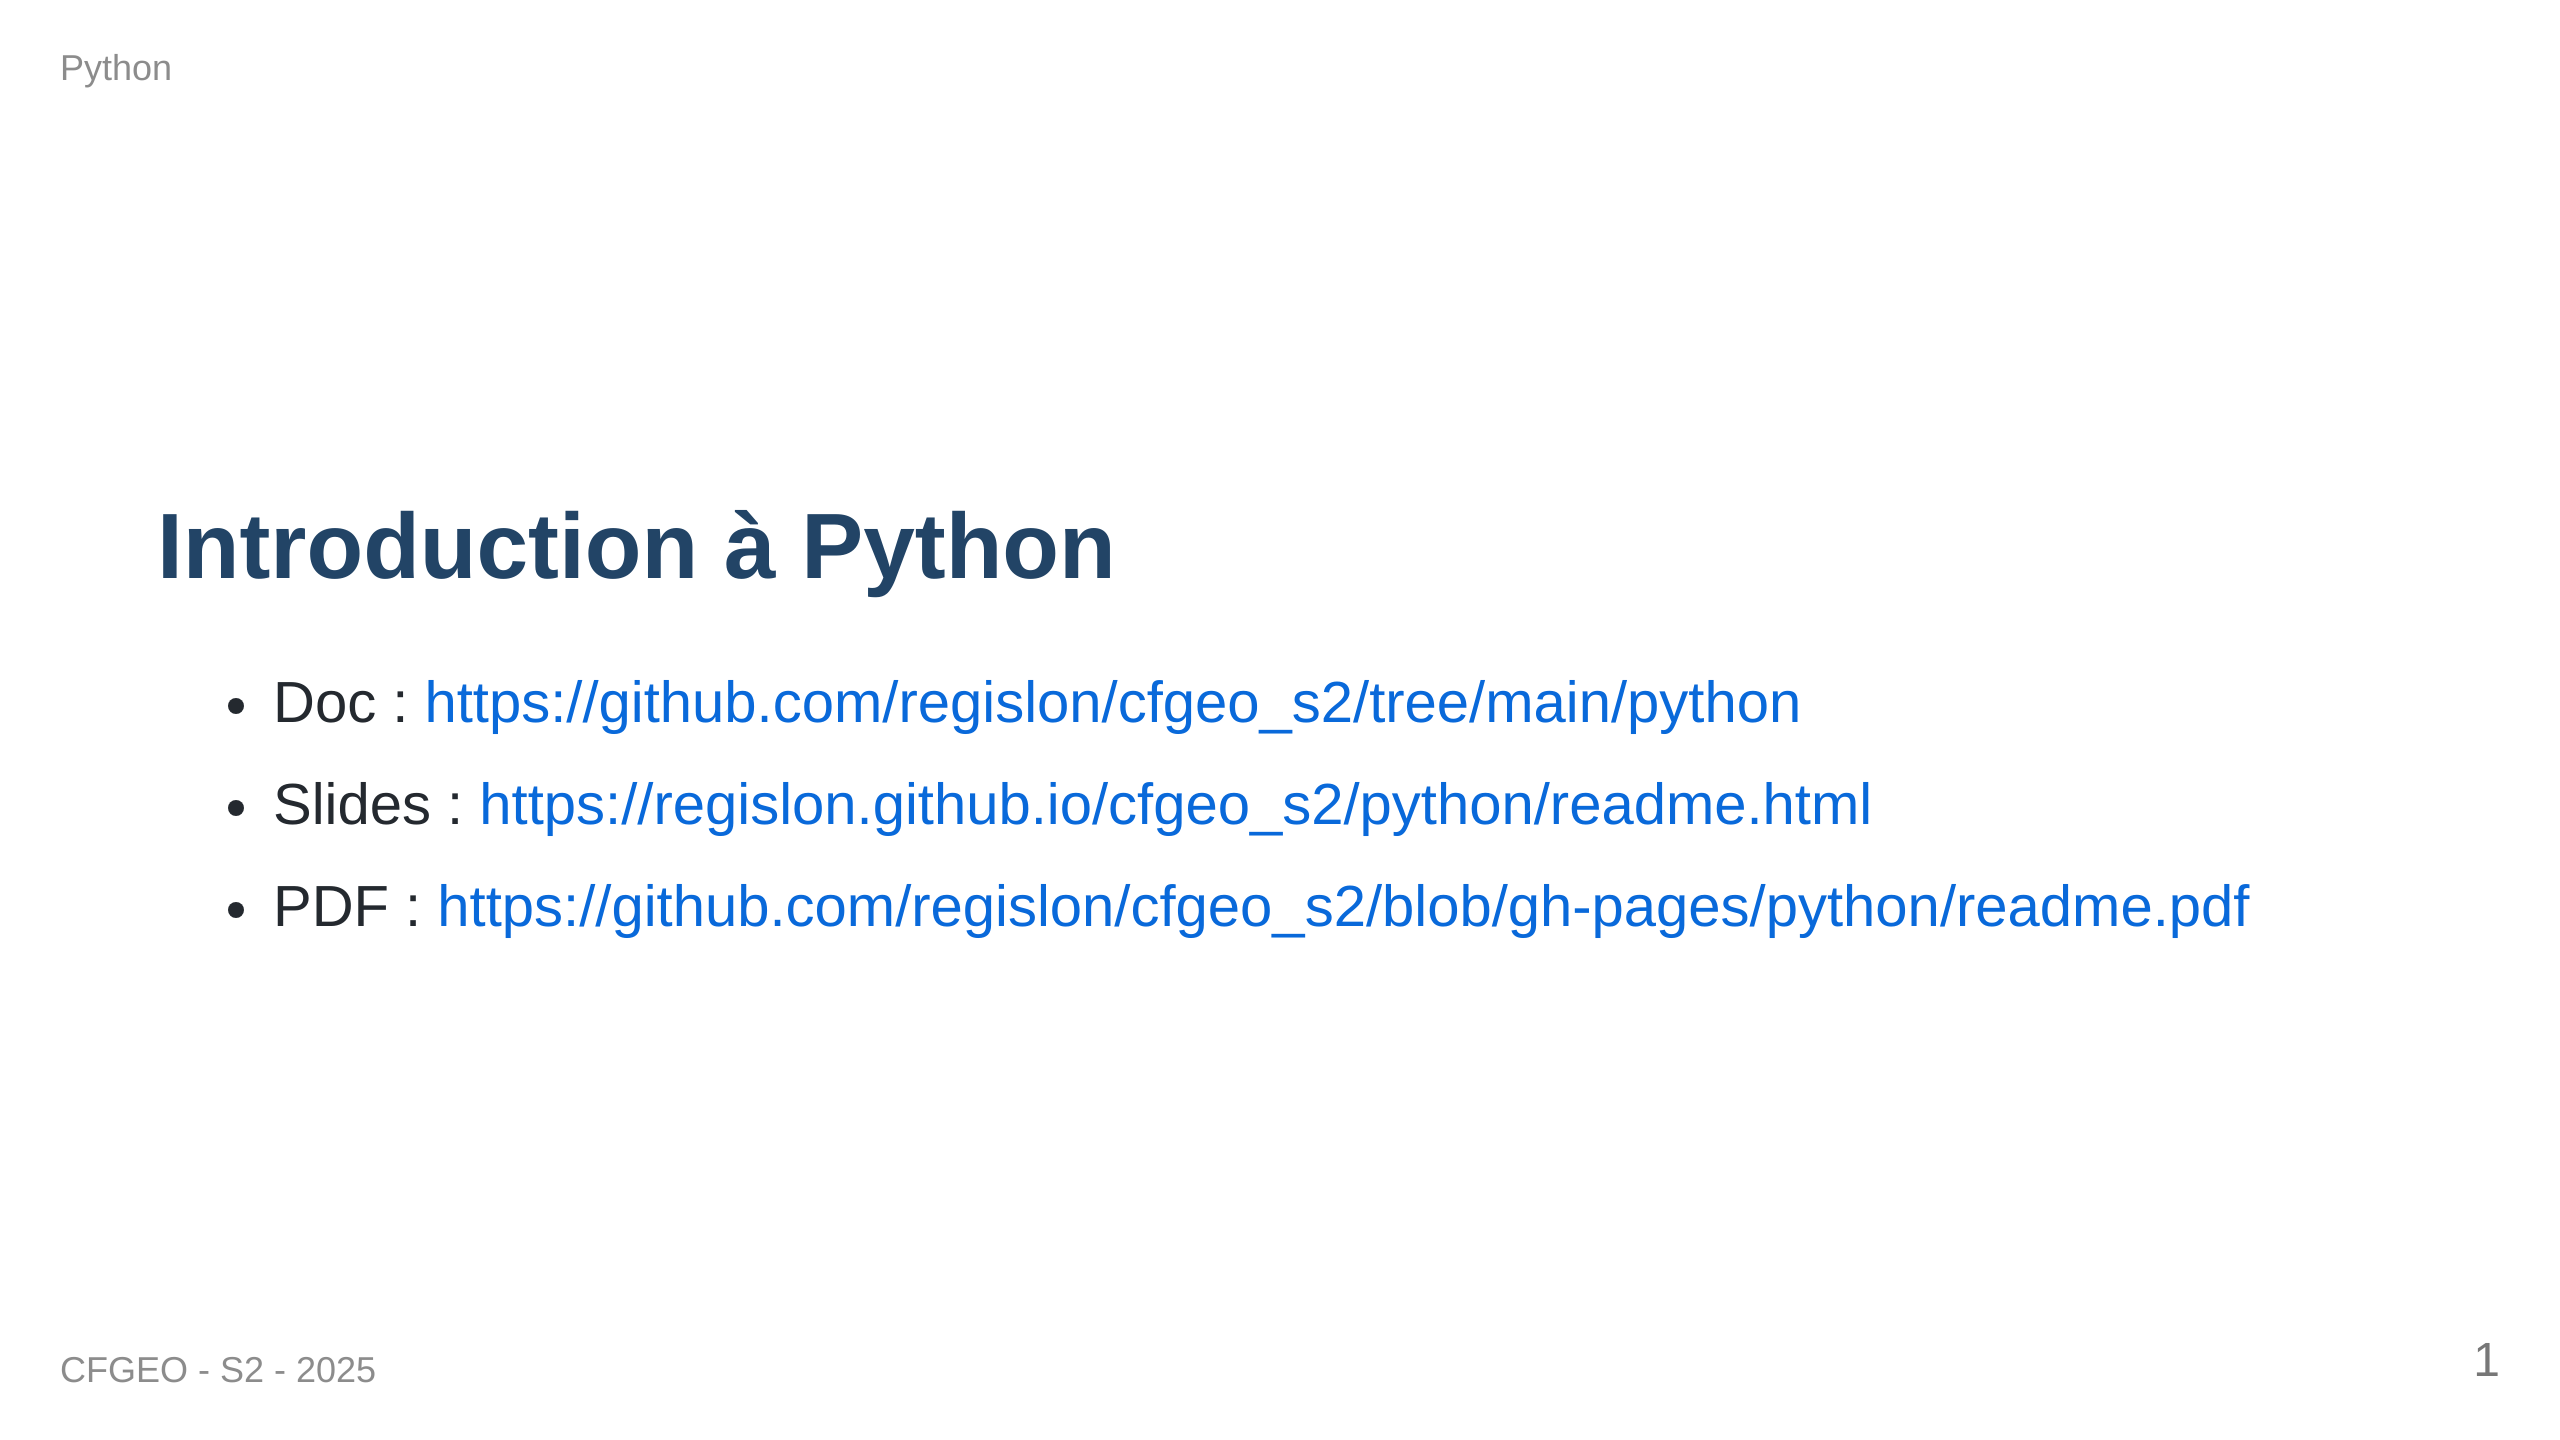 Python
Introduction à Python
• Doc : https://github.com/regislon/cfgeo_s2/tree/main/python
• Slides : https://regislon.github.io/cfgeo_s2/python/readme.html
• PDF : https://github.com/regislon/cfgeo_s2/blob/gh-pages/python/readme.pdf
CFGEO - S2 - 2025
1